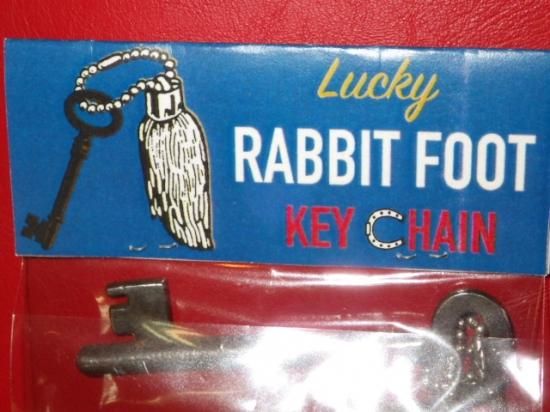 Lucky
RABBIT FOOT
KEY CHAIN